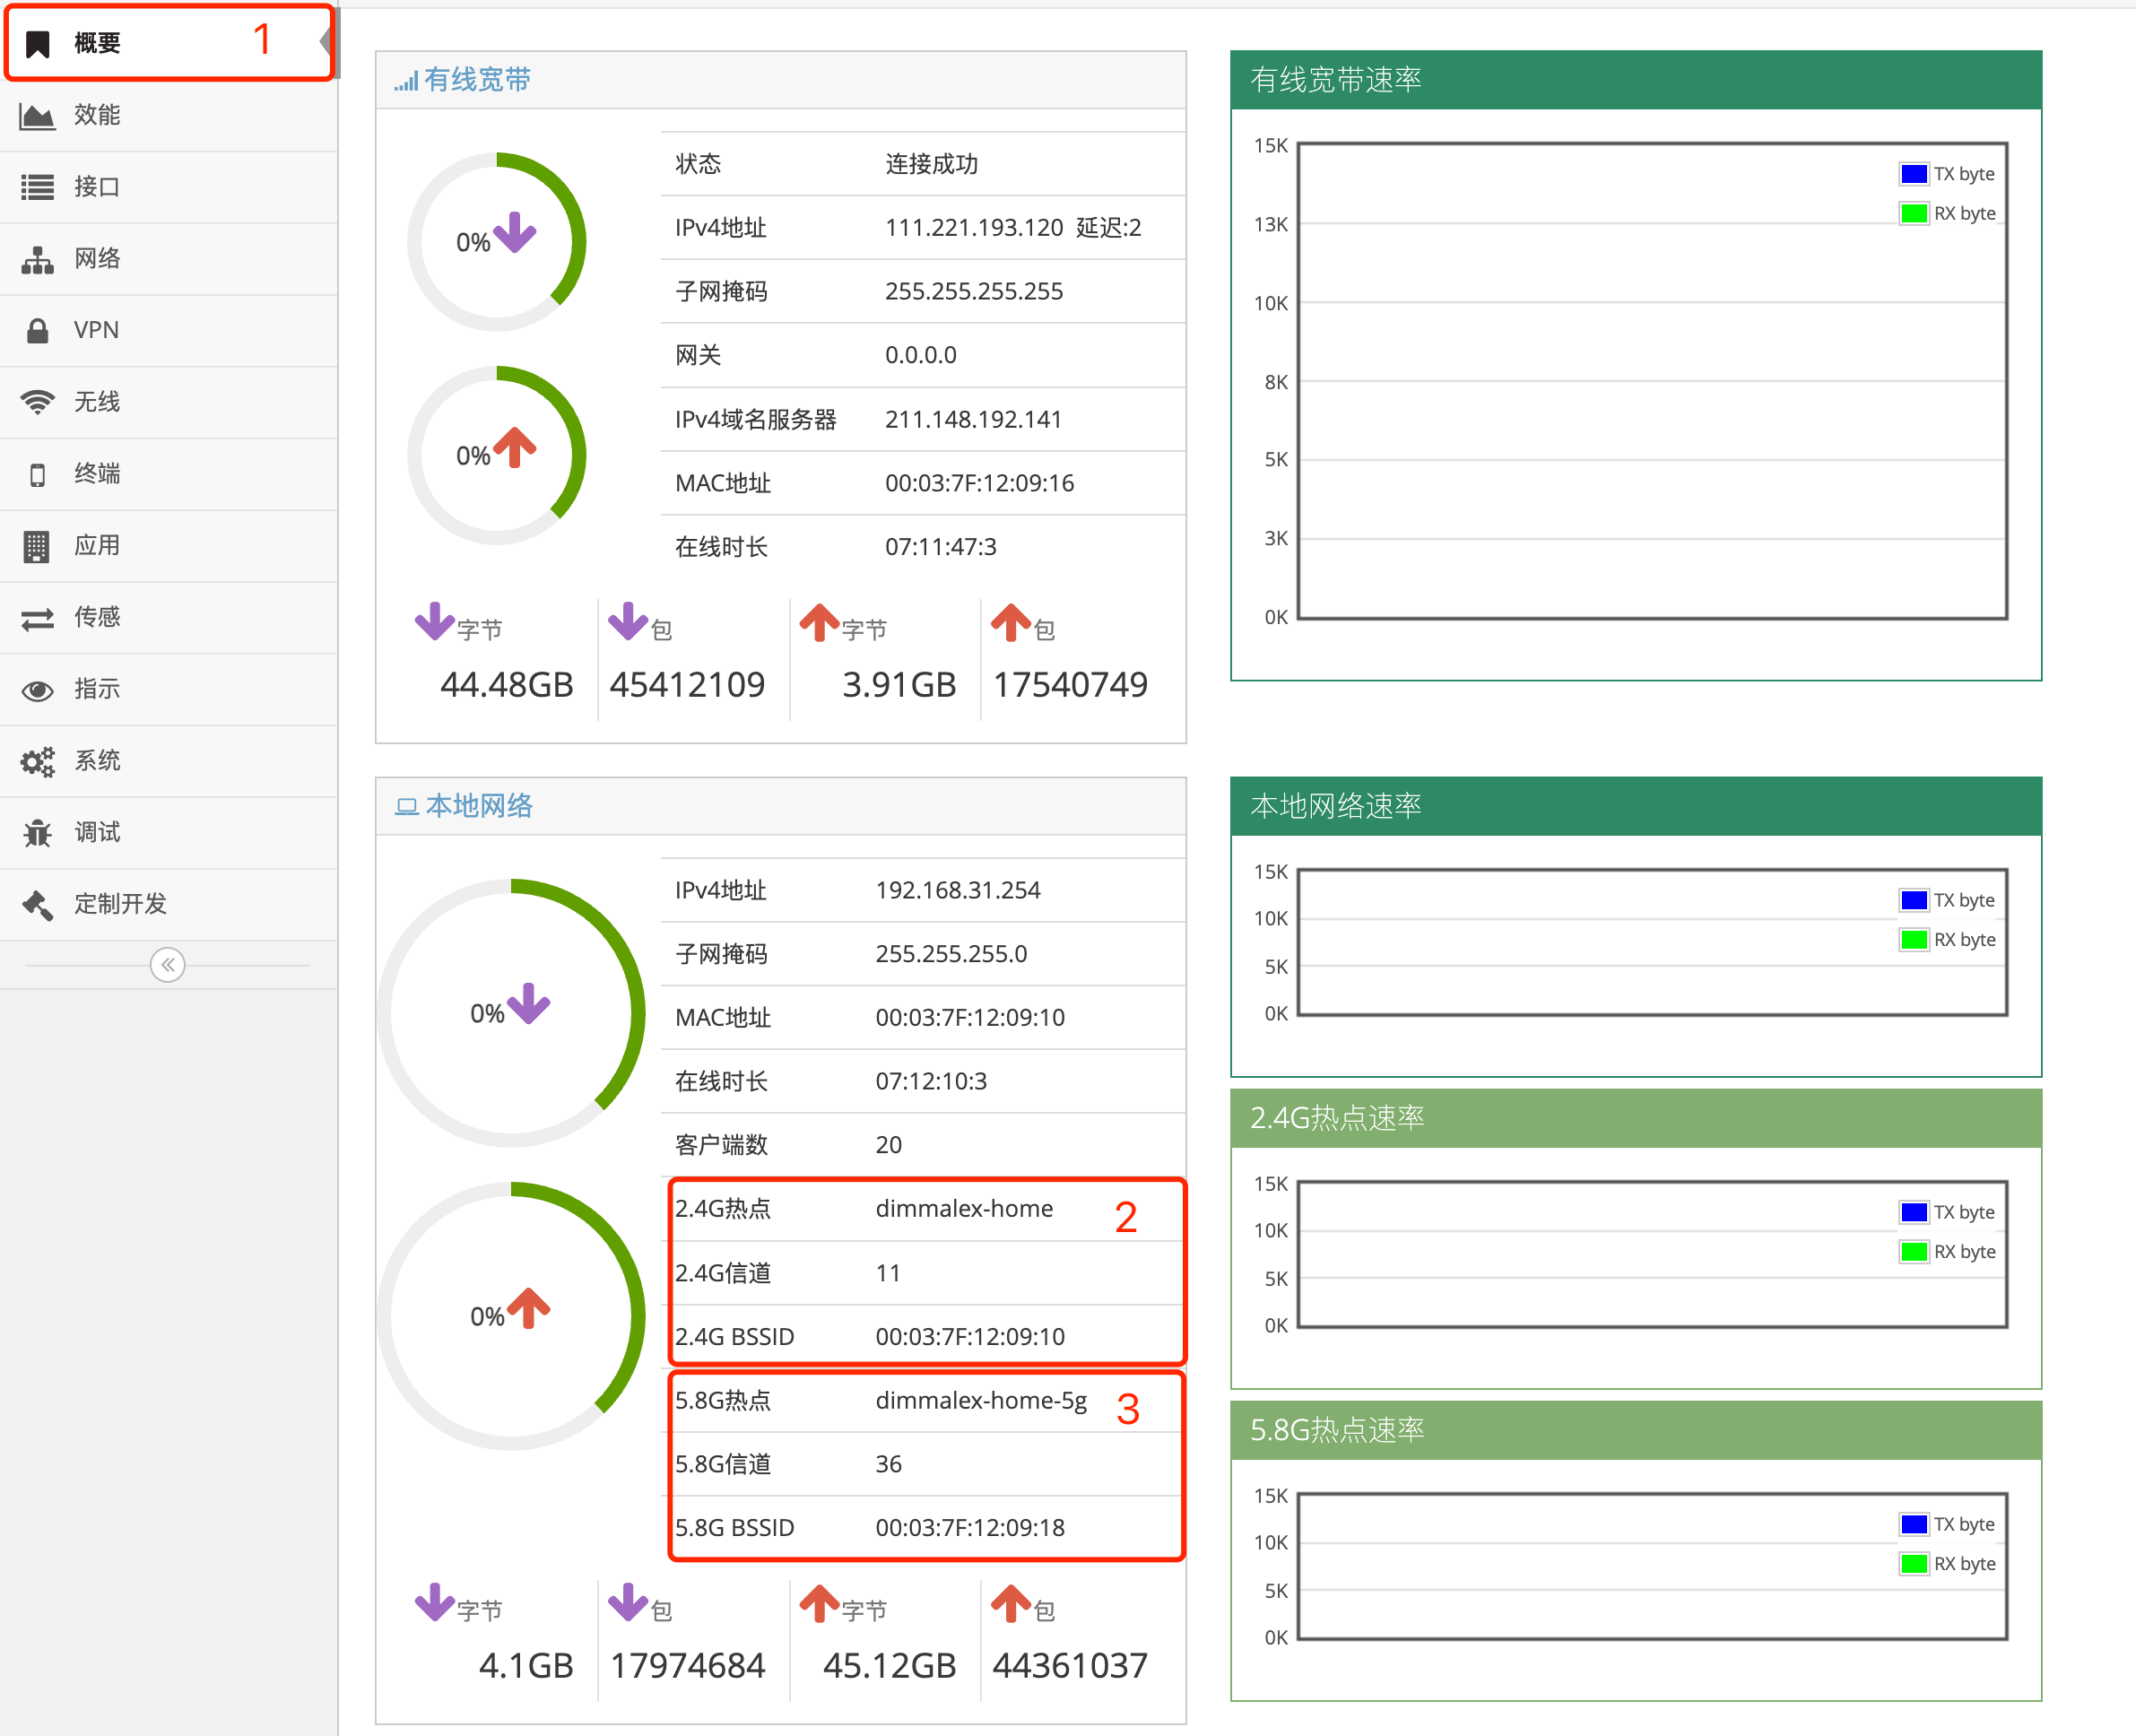 概要 1
效能
接口
网络
VPN
无线
终端
应用
传感
指示
系统
调试
定制开发
有线宽带
0%
0%
状态 连接成功
IPv4地址 111.221.193.120 延迟:2
子网掩码 255.255.255.255
网关 0.0.0.0
IPv4域名服务器 211.148.192.141
MAC地址 00:03:7F:12:09:16
在线时长 07:11:47:3
字节 包 字节 包
44.48GB 45412109 3.91GB 17540749
有线宽带速率
15K
13K
10K
8K
5K
3K
0K
TX byte
RX byte
本地网络
0%
0%
IPv4地址 192.168.31.254
子网掩码 255.255.255.0
MAC地址 00:03:7F:12:09:10
在线时长 07:12:10:3
客户端数 20
2.4G热点 dimmalex-home 2
2.4G信道 11
2.4G BSSID 00:03:7F:12:09:10
5.8G热点 dimmalex-home-5g 3
5.8G信道 36
5.8G BSSID 00:03:7F:12:09:18
字节 包 字节 包
4.1GB 17974684 45.12GB 44361037
本地网络速率
15K
10K
5K
0K
TX byte
RX byte
2.4G热点速率
15K
10K
5K
0K
TX byte
RX byte
5.8G热点速率
15K
10K
5K
0K
TX byte
RX byte